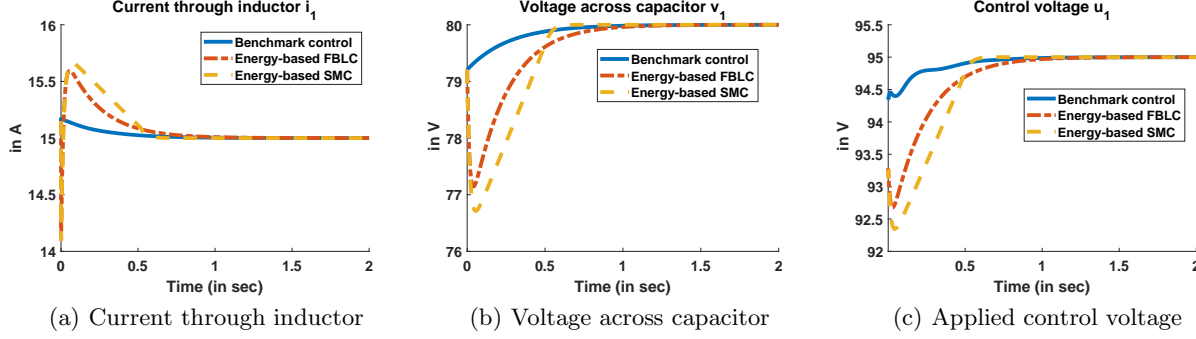 Current through inductor i1
16
15.5
15
14.5
14
in A
0
0.5
1
1.5
2
Time (in sec)
Benchmark control
Energy-based FBLC
Energy-based SMC
(a) Current through inductor
Voltage across capacitor v1
80
79
78
77
76
in V
0
0.5
1
1.5
2
Time (in sec)
Benchmark control
Energy-based FBLC
Energy-based SMC
(b) Voltage across capacitor
Control voltage u1
95.5
95
94.5
94
93.5
93
92.5
92
in V
0
0.5
1
1.5
2
Time (in sec)
Benchmark control
Energy-based FBLC
Energy-based SMC
(c) Applied control voltage